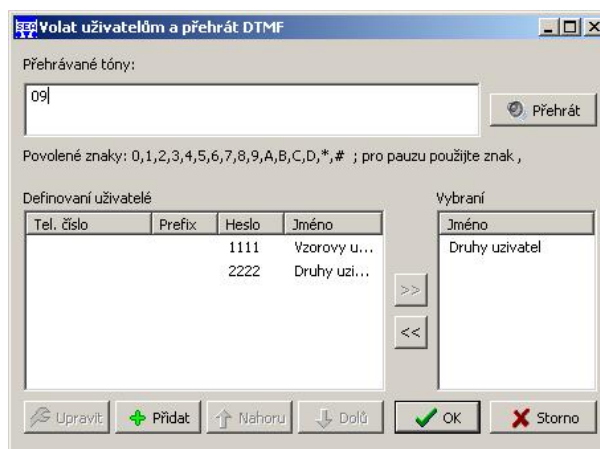 Volat uživatelům a přehrát DTMF
Přehrávané tóny:
09
Přehrát
Povolené znaky: 0,1,2,3,4,5,6,7,8,9,A,B,C,D,*,# ; pro pauzu použijte znak ,
Definovaní uživatelé
Vybraní
Tel. číslo Prefix Heslo Jméno
Jméno
1111 Vzorovy u...
Druhy uzivatel
2222 Druhy uzi...
>>
<<
Upravit Přidat Nahoru Dolů OK Storno